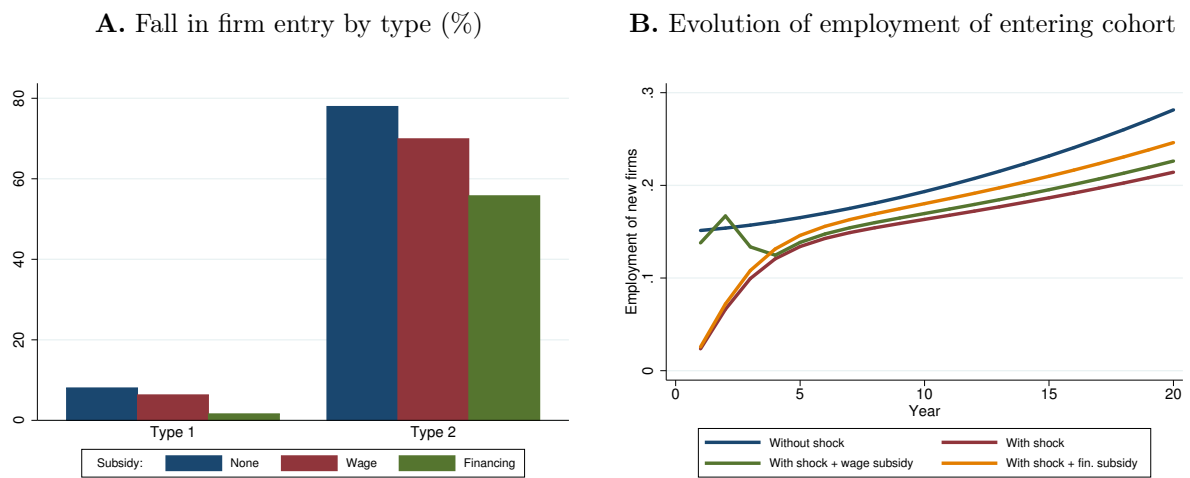 A. Fall in firm entry by type (%)
80
60
40
20
0
Type 1
Type 2
Subsidy:
None
Wage
Financing
B. Evolution of employment of entering cohort
Employment of new firms
.3
.2
.1
0
0
5
10
15
20
Year
Without shock
With shock
With shock + wage subsidy
With shock + fin. subsidy